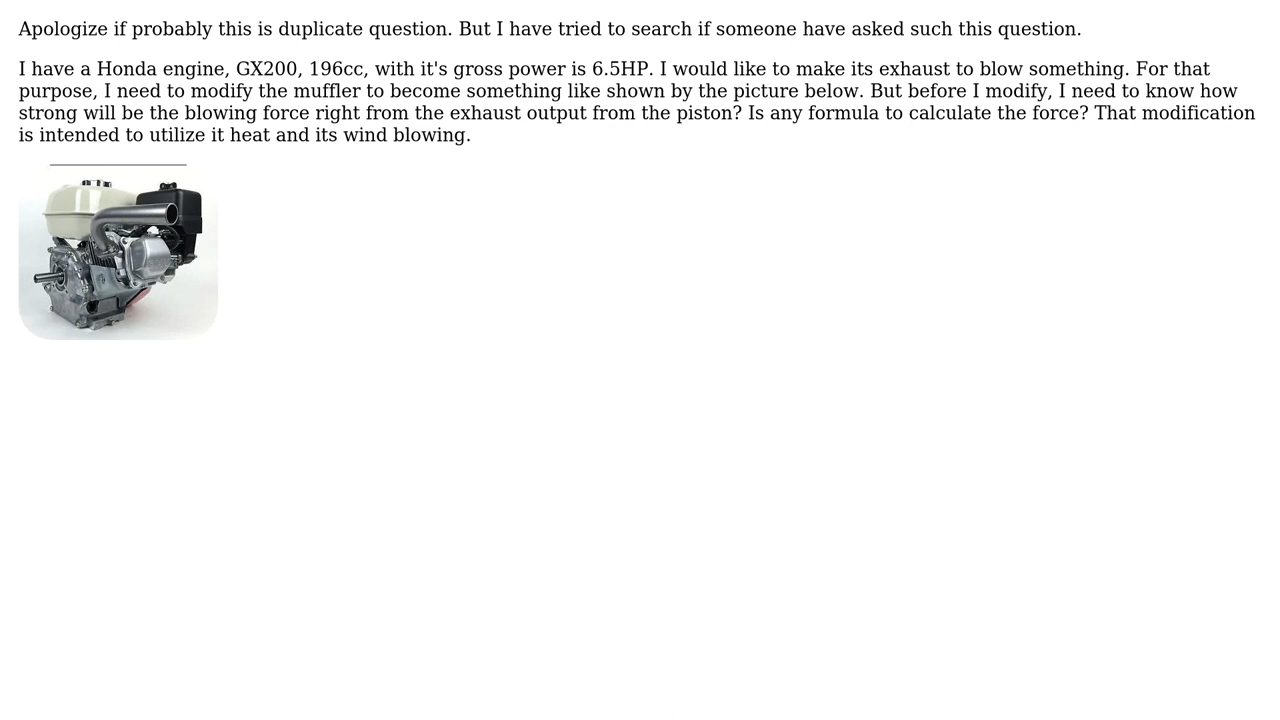 Apologize if probably this is duplicate question. But I have tried to search if someone have asked such this question.
I have a Honda engine, GX200, 196cc, with it's gross power is 6.5HP. I would like to make its exhaust to blow something. For that
purpose, I need to modify the muffler to become something like shown by the picture below. But before I modify, I need to know how
strong will be the blowing force right from the exhaust output from the piston? Is any formula to calculate the force? That modification
is intended to utilize it heat and its wind blowing.